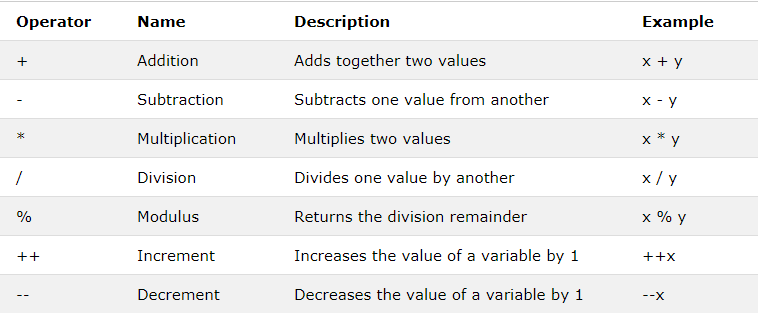 Operator Name Description Example
+ Addition Adds together two values x + y
- Subtraction Subtracts one value from another x - y
* Multiplication Multiplies two values x * y
/ Division Divides one value by another x / y
% Modulus Returns the division remainder x % y
++ Increment Increases the value of a variable by 1 ++x
-- Decrement Decreases the value of a variable by 1 --x